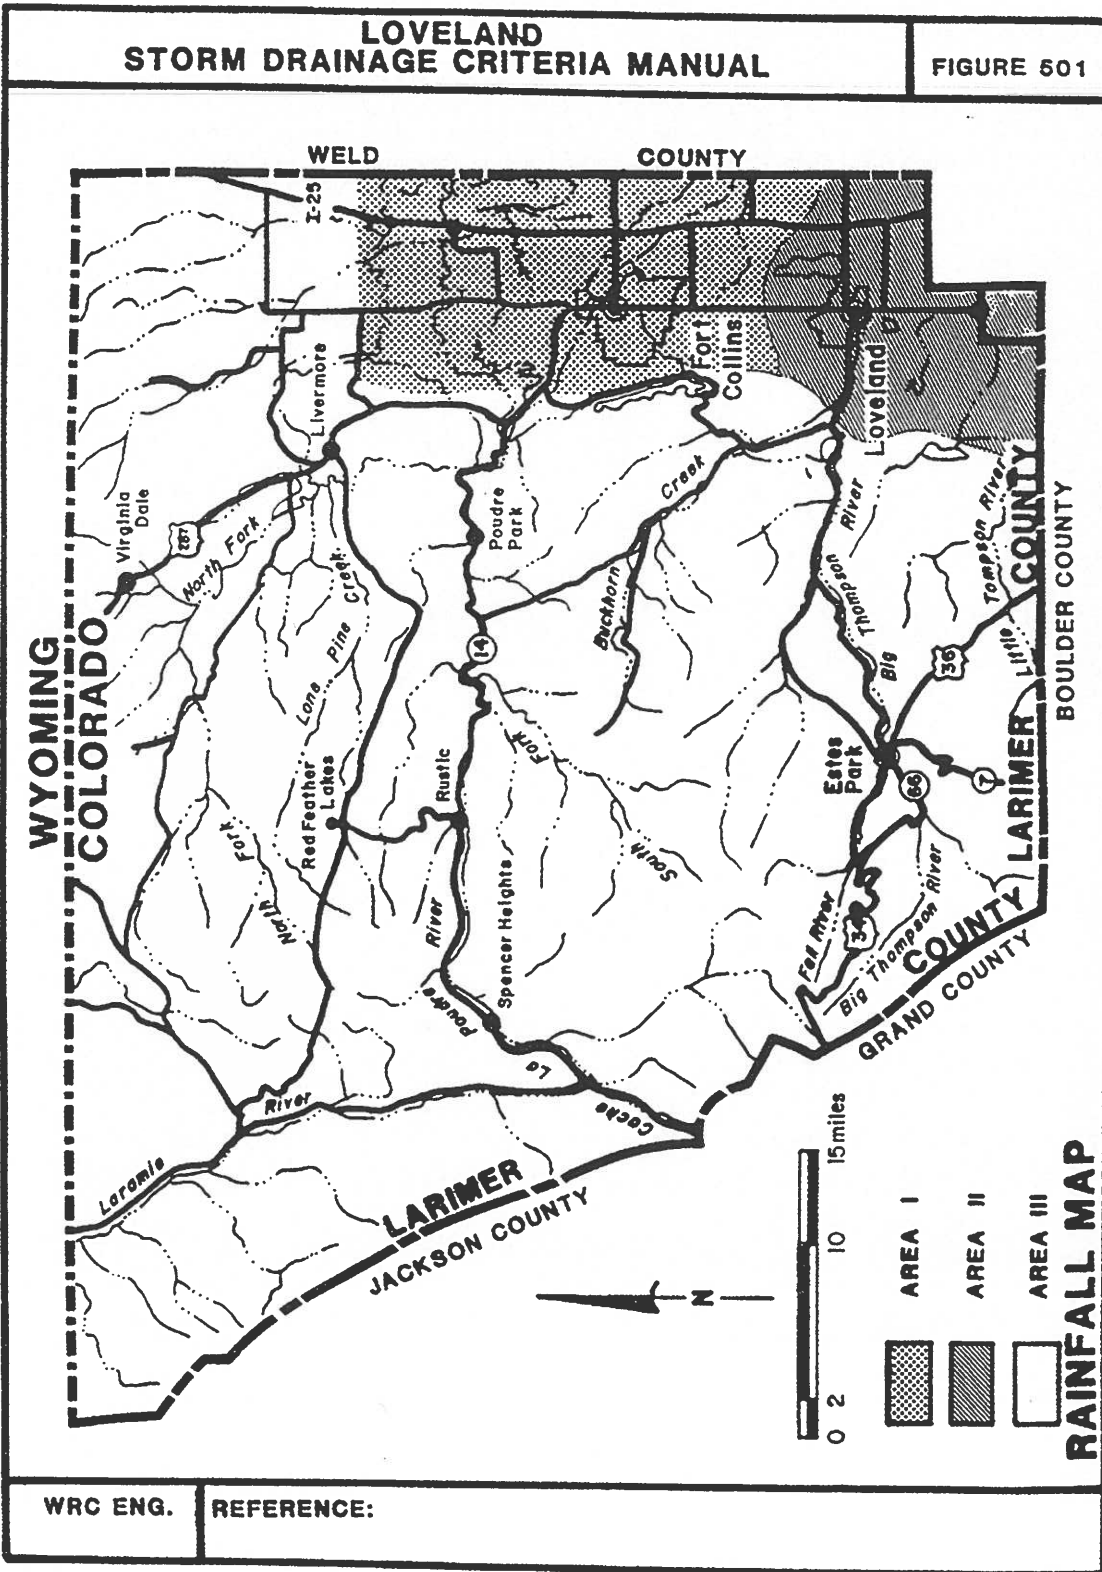 LOVELAND
STORM DRAINAGE CRITERIA MANUAL
FIGURE 501
WELD COUNTY
I-25
Livermore
Fort
Collins
Loveland
Virginia
Dale
287
North Fork
Creek
Pine
Lone
Poudre
Park
Creek
Buckhorn
River
Thompson
Big
Tompson River
Little
COUNTY
BOULDER COUNTY
WYOMING
COLORADO
14
36
Red Feather
Lakes
Rustic
Fork
Estes
Park
66
7
LARIMER
Fork
North
River
Poudre
Spencer Heights
South
Fall River
34
Big Thompson River
COUNTY
GRAND COUNTY
La
Cache
River
Laramie
LARIMER
JACKSON COUNTY
N
0 2 10 15 miles
AREA I
AREA II
AREA III
RAINFALL MAP
WRC ENG.
REFERENCE: